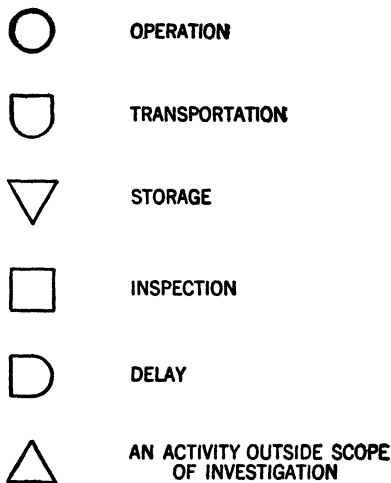 OPERATION
TRANSPORTATION
STORAGE
INSPECTION
DELAY
AN ACTIVITY OUTSIDE SCOPE
OF INVESTIGATION